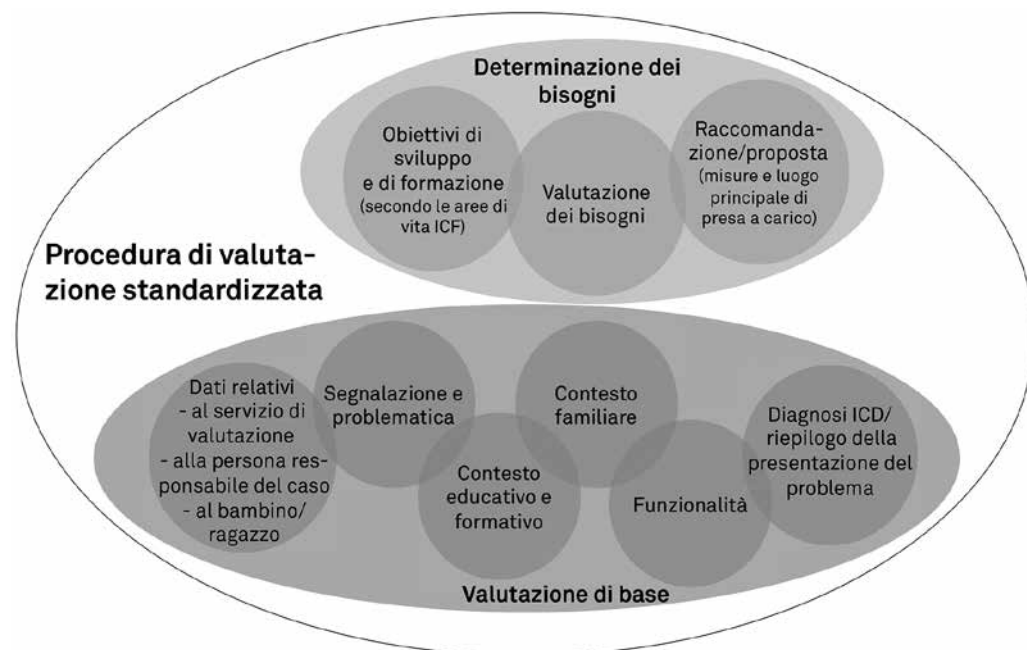 Determinazione dei
bisogni
Obiettivi di
sviluppo
e di formazione
(secondo le aree di
vita ICF)
Valutazione
dei bisogni
Raccomanda-
zione/proposta
(misure e luogo
principale di
presa a carico)
Procedura di valuta-
zione standardizzata
Dati relativi
- al servizio di
valutazione
- alla persona res-
ponsabile del caso
- al bambino/
ragazzo
Segnalazione e
problematica
Contesto
educativo e
formativo
Contesto
familiare
Funzionalità
Diagnosi ICD/
riepilogo della
presentazione del
problema
Valutazione di base